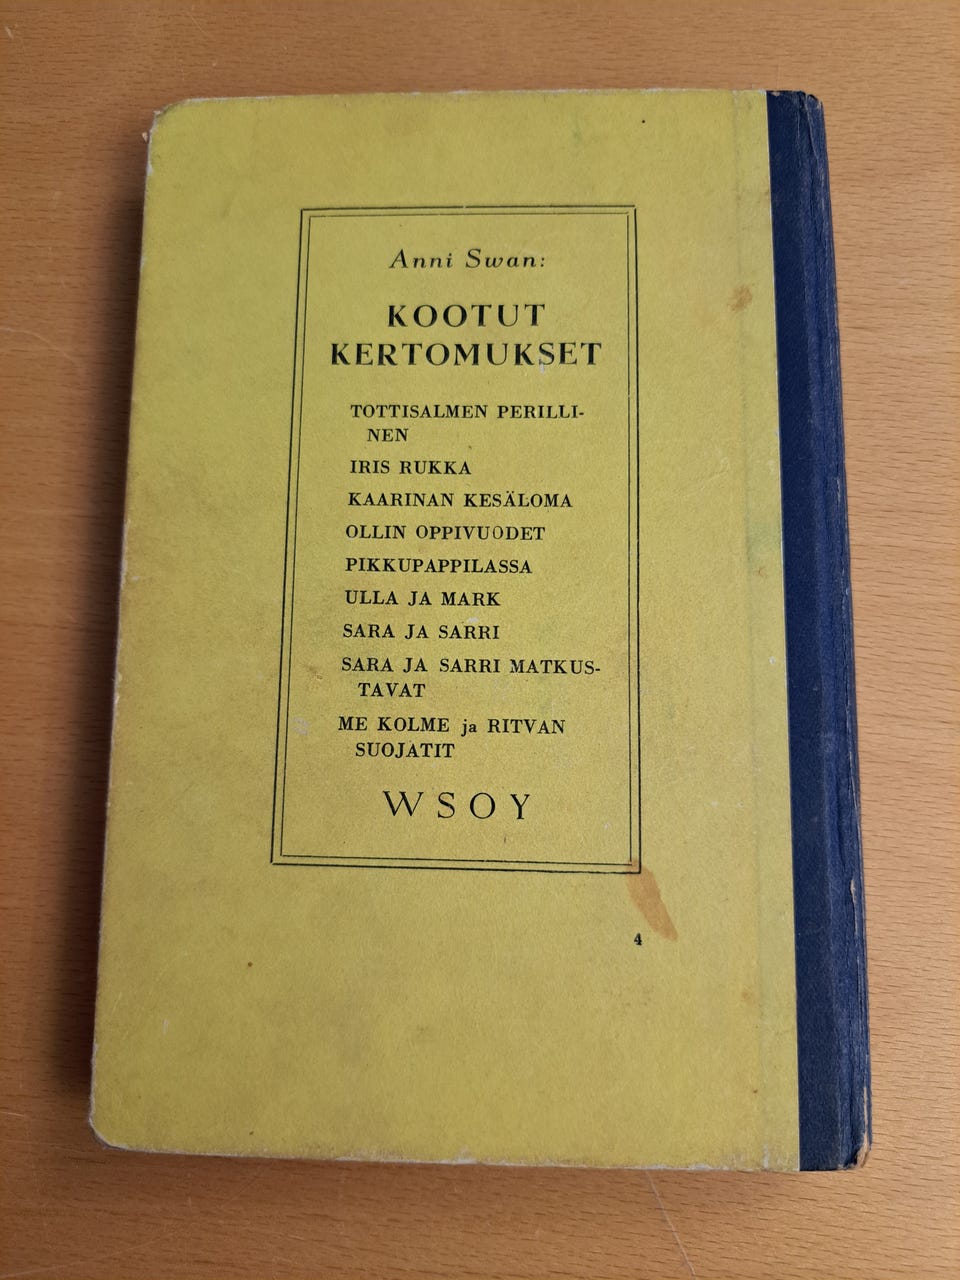 Anni Swan:
KOOTUT
KERTOMUKSET
TOTTISALMEN PERILLI-
NEN
IRIS RUKKA
KAARINAN KESÄLOMA
OLLIN OPPIVUODET
PIKKUPAPPILASSA
ULLA JA MARK
SARA JA SARRI
SARA JA SARRI MATKUS-
TAVAT
ME KOLME ja RITVAN
SUOJATIT
WSOY
4